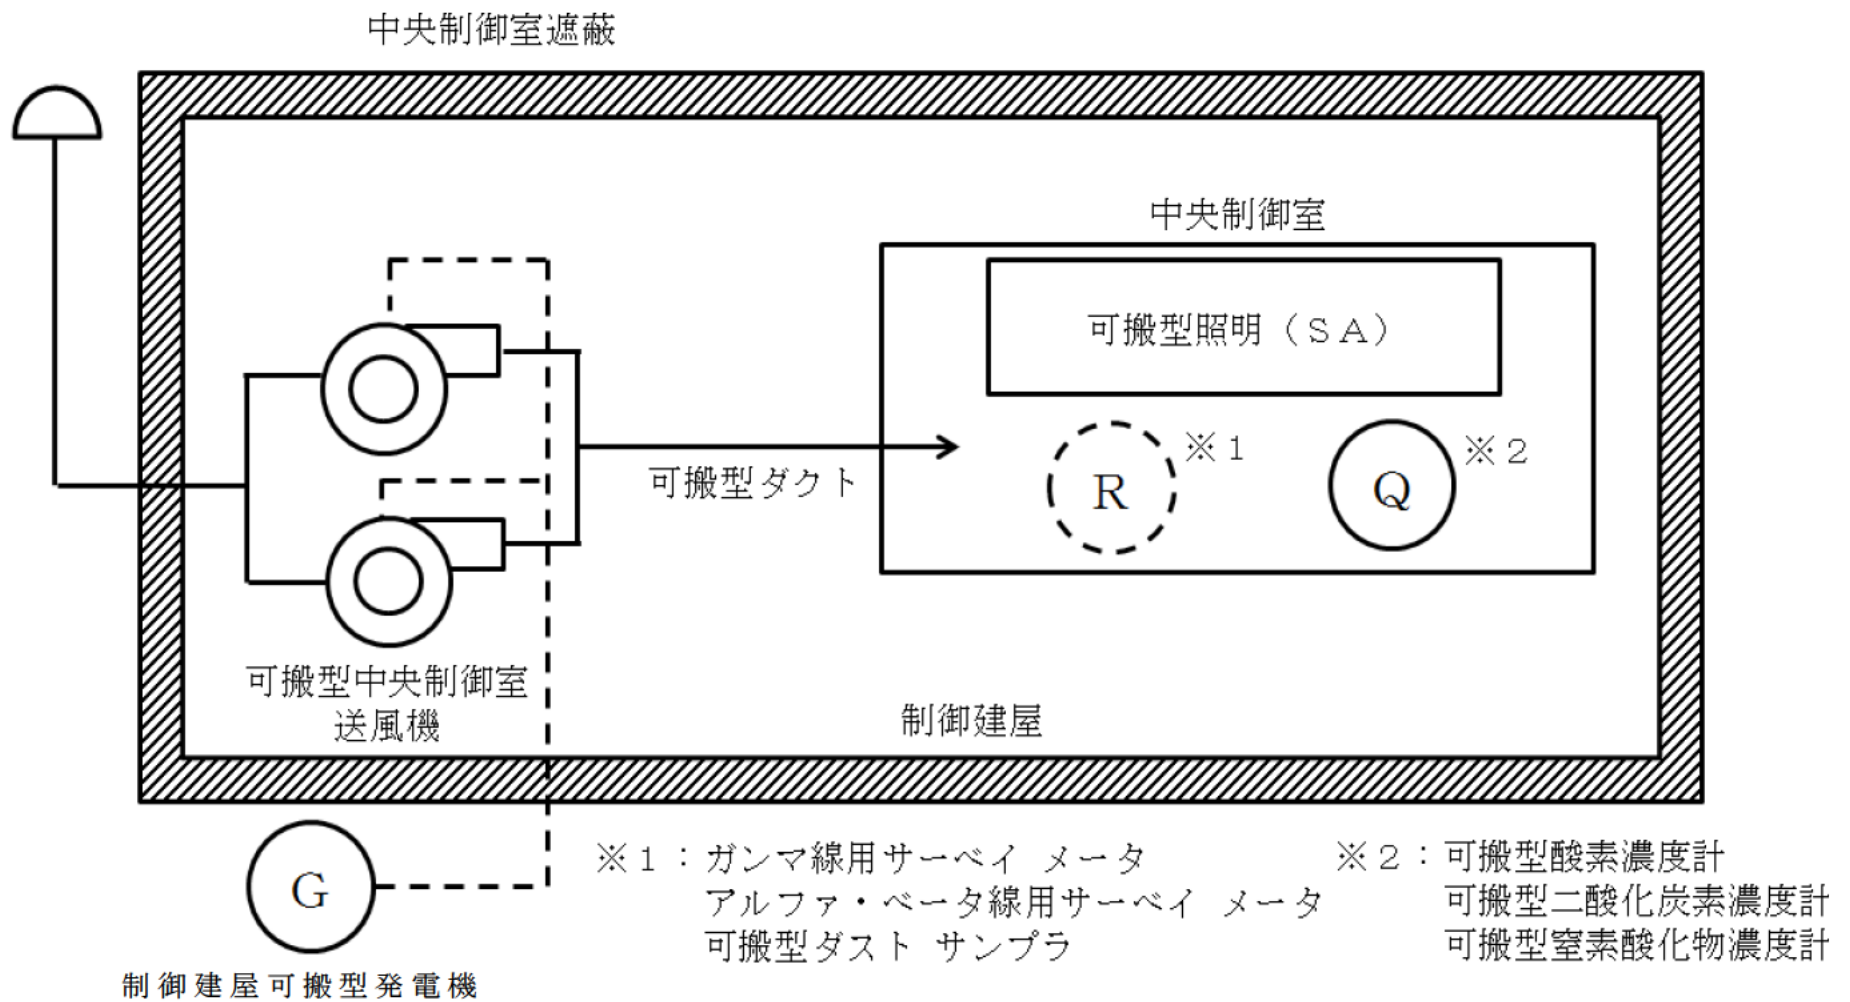 中央制御室遮蔽
中央制御室
可搬型照明（ＳＡ）
※１
※２
R
Q
可搬型ダクト
可搬型中央制御室
送風機
制御建屋
G
制御建屋可搬型発電機
※１：ガンマ線用サーベイ メータ
アルファ・ベータ線用サーベイ メータ
可搬型ダスト サンプラ
※２：可搬型酸素濃度計
可搬型二酸化炭素濃度計
可搬型窒素酸化物濃度計